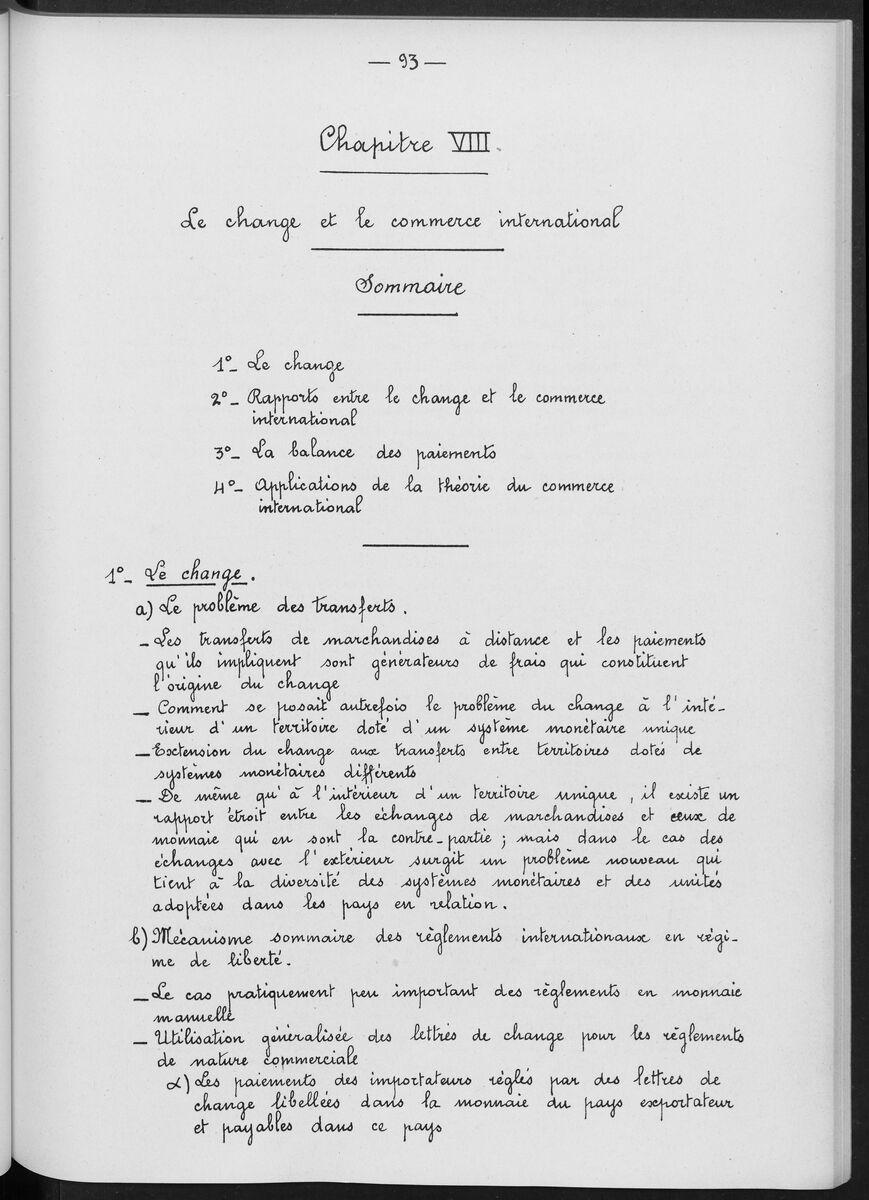 — 93 —
Chapitre VIII.
Le change et le commerce international
Sommaire
1°_ Le change
2°_ Rapports entre le change et le commerce
international
3°_ La balance des paiements
4°_ Applications de la théorie du commerce
international
1°_ Le change.
a) Le problème des transferts.
_ Les transferts de marchandises à distance et les paiements
qu'ils impliquent sont générateurs de frais qui constituent
l'origine du change
_ Comment se posait autrefois le problème du change à l'inté-
rieur d'un territoire doté d'un système monétaire unique
_ Extension du change aux transferts entre territoires dotés de
systèmes monétaires différents
_ De même qu'à l'intérieur d'un territoire unique, il existe un
rapport étroit entre les échanges de marchandises et ceux de
monnaie qui en sont la contre-partie ; mais dans le cas des
échanges avec l'extérieur surgit un problème nouveau qui
tient à la diversité des systèmes monétaires et des unités
adoptées dans les pays en relation.
b) Mécanisme sommaire des règlements internationaux en régi-
me de liberté.
_ Le cas pratiquement peu important des règlements en monnaie
manuelle
_ Utilisation généralisée des lettres de change pour les règlements
de nature commerciale
α) Les paiements des importateurs réglés par des lettres de
change libellées dans la monnaie du pays exportateur
et payables dans ce pays